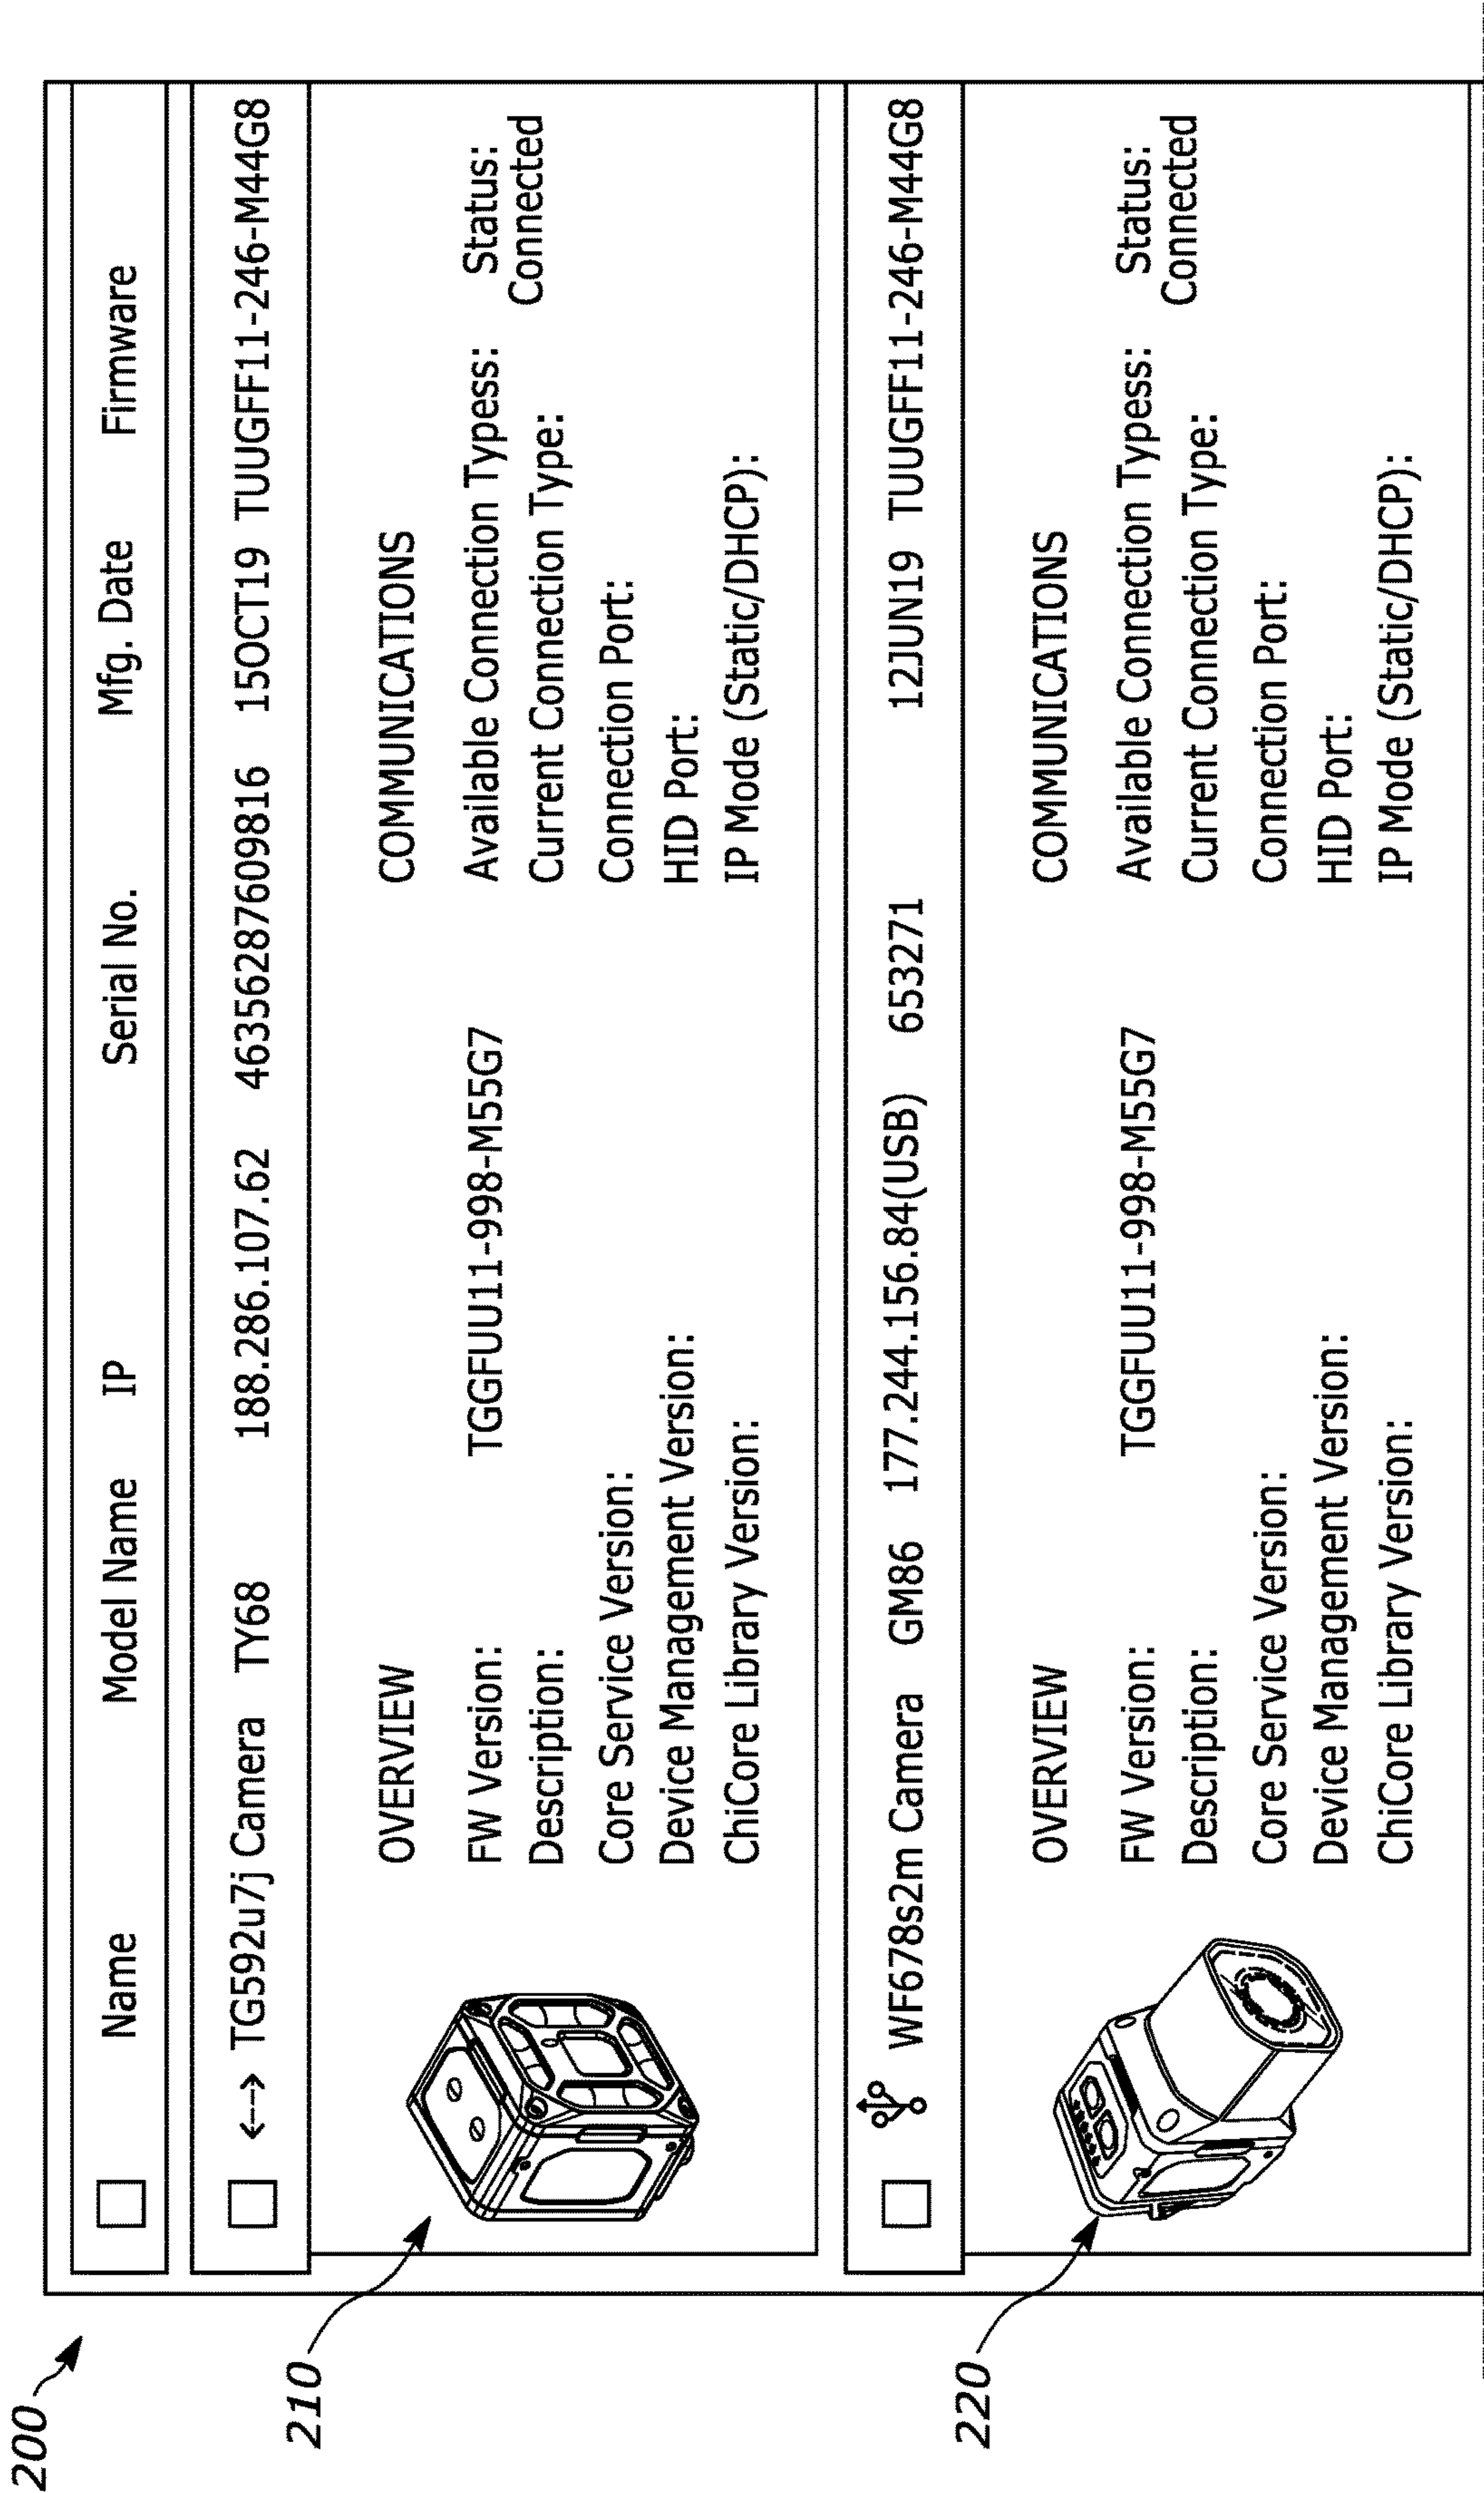 200
Name Model Name IP Serial No. Mfg. Date Firmware
TG592u7j Camera TY68 188.286.107.62 4635628760981​6 15OCT19 TUUGFF11-246-M44G8
210
OVERVIEW COMMUNICATIONS
FW Version: TGGFUU11-998-M55G7 Available Connection Typess: Status:
Description: Current Connection Type: Connected
Core Service Version: Connection Port:
Device Management Version: HID Port:
ChiCore Library Version: IP Mode (Static/DHCP):
WF678s2m Camera GM86 177.244.156.84(USB) 653271 12JUN19 TUUGFF11-246-M44G8
220
OVERVIEW COMMUNICATIONS
FW Version: TGGFUU11-998-M55G7 Available Connection Typess: Status:
Description: Current Connection Type: Connected
Core Service Version: Connection Port:
Device Management Version: HID Port:
ChiCore Library Version: IP Mode (Static/DHCP):